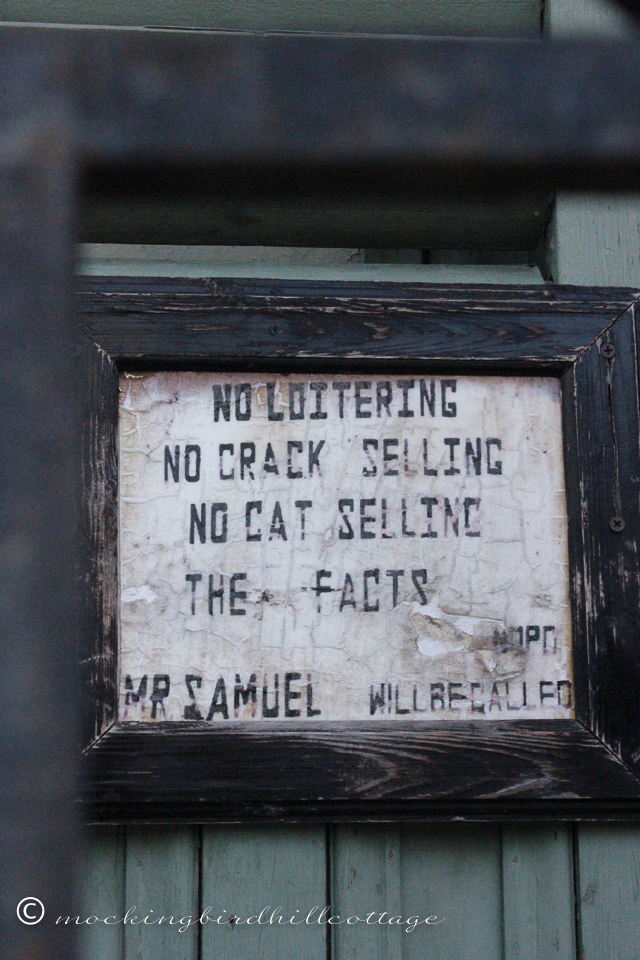 NO LOITERING
NO CRACK SELLING
NO CAT SELLING
THE FACTS
NOPD
MR SAMUEL WILL BE CALLED
© mockingbirdhillcottage